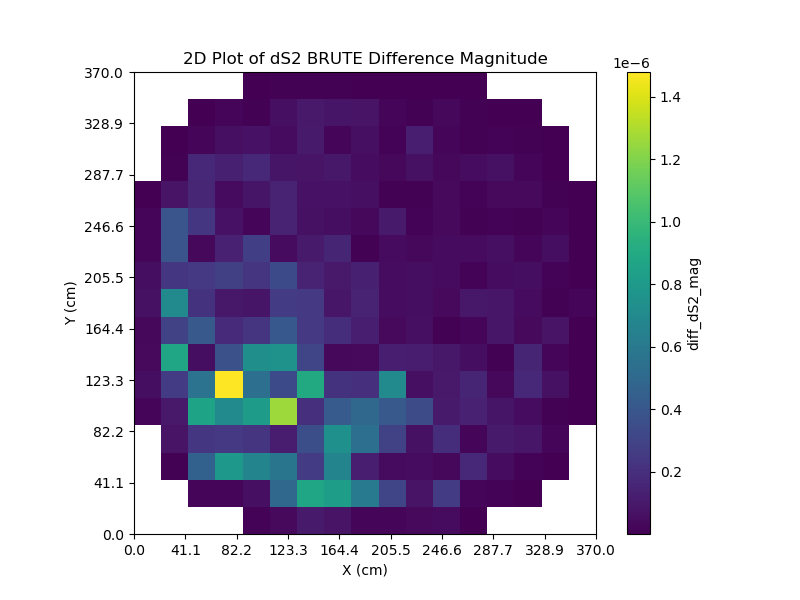 2D Plot of dS2 BRUTE Difference Magnitude
1e−6
370.0
328.9
287.7
246.6
205.5
164.4
123.3
82.2
41.1
0.0
Y (cm)
0.0 41.1 82.2 123.3 164.4 205.5 246.6 287.7 328.9 370.0
X (cm)
1.4
1.2
1.0
0.8
0.6
0.4
0.2
diff_dS2_mag